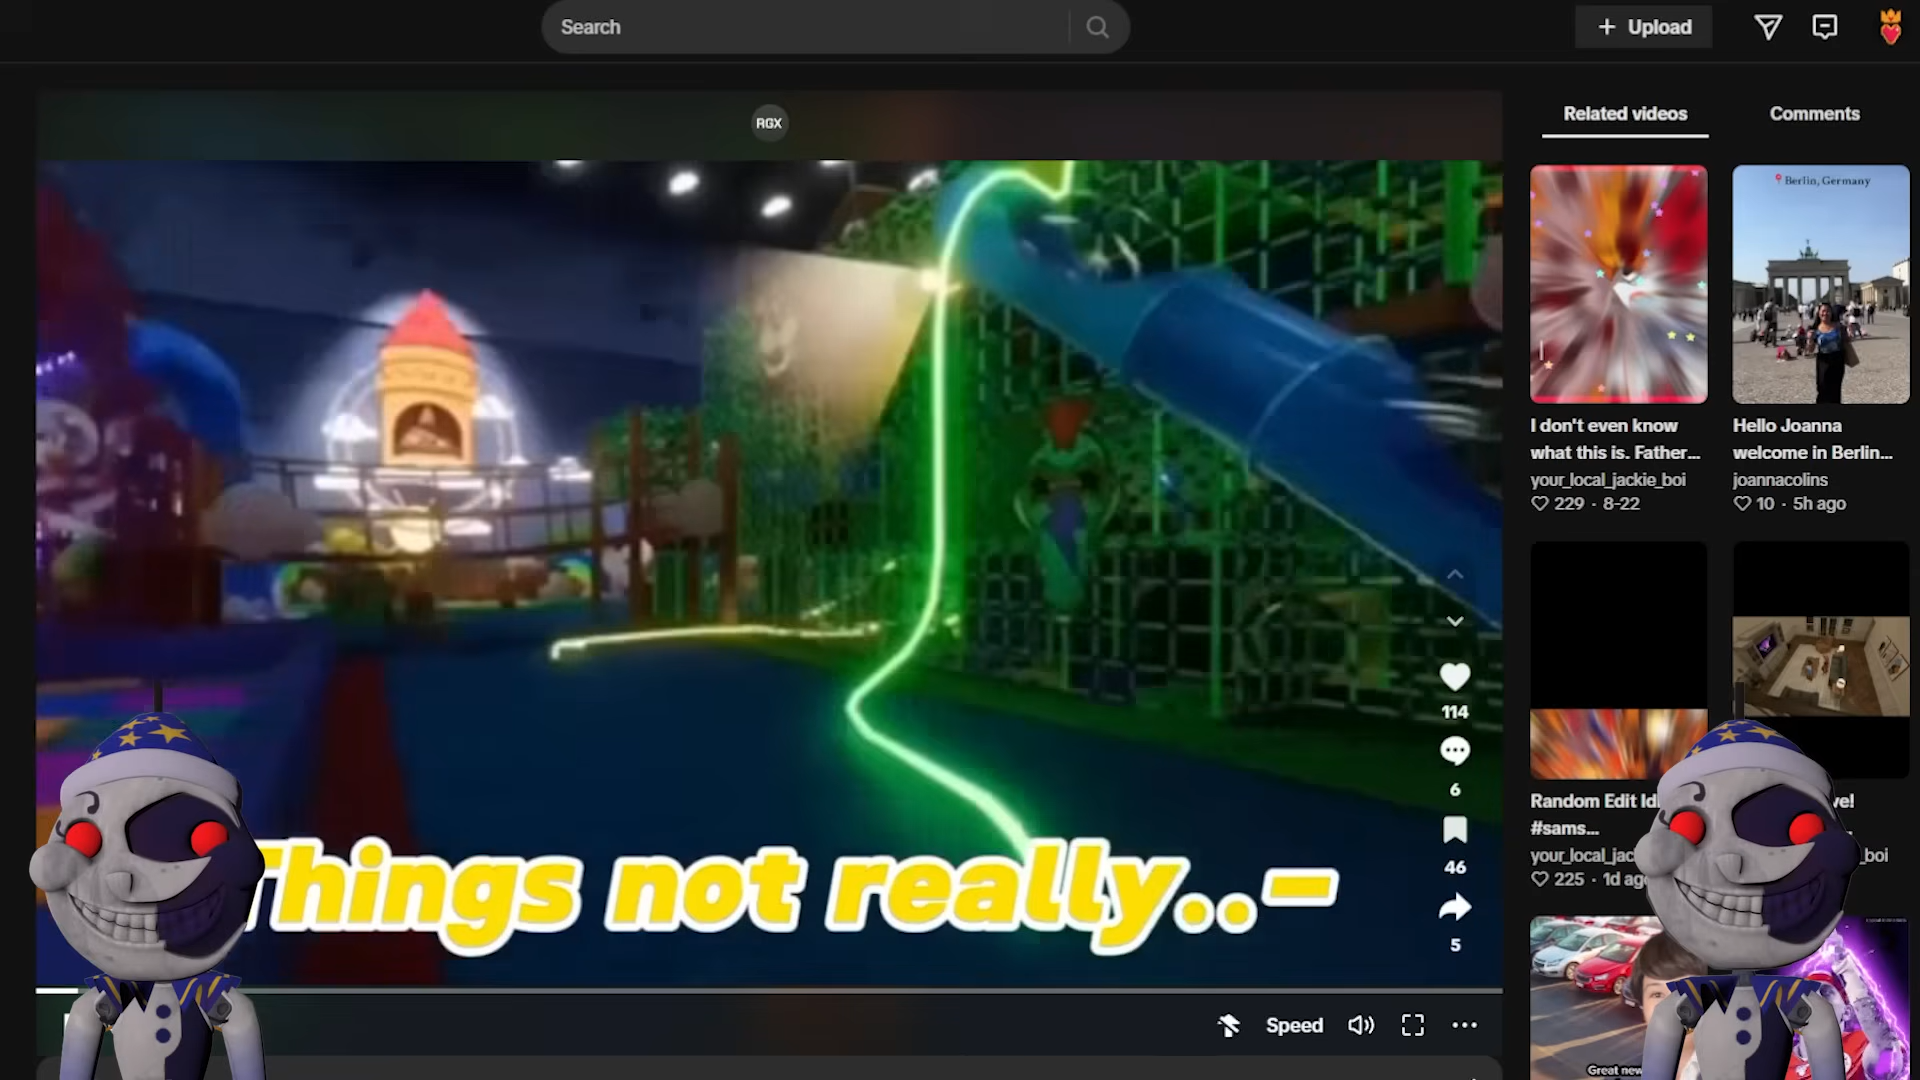 Search
Upload
RGX
Related videos
Comments
Berlin, Germany
I don't even know
what this is. Father...
your_local_jackie_boi
229 · 8-22
Hello Joanna
welcome in Berlin...
joannacolins
10 · 5h ago
114
6
46
5
Things not really..-
Random Edit Id
#sams...
your_local_jac
225 · 1d ag
ve!
_boi
Speed
Great new